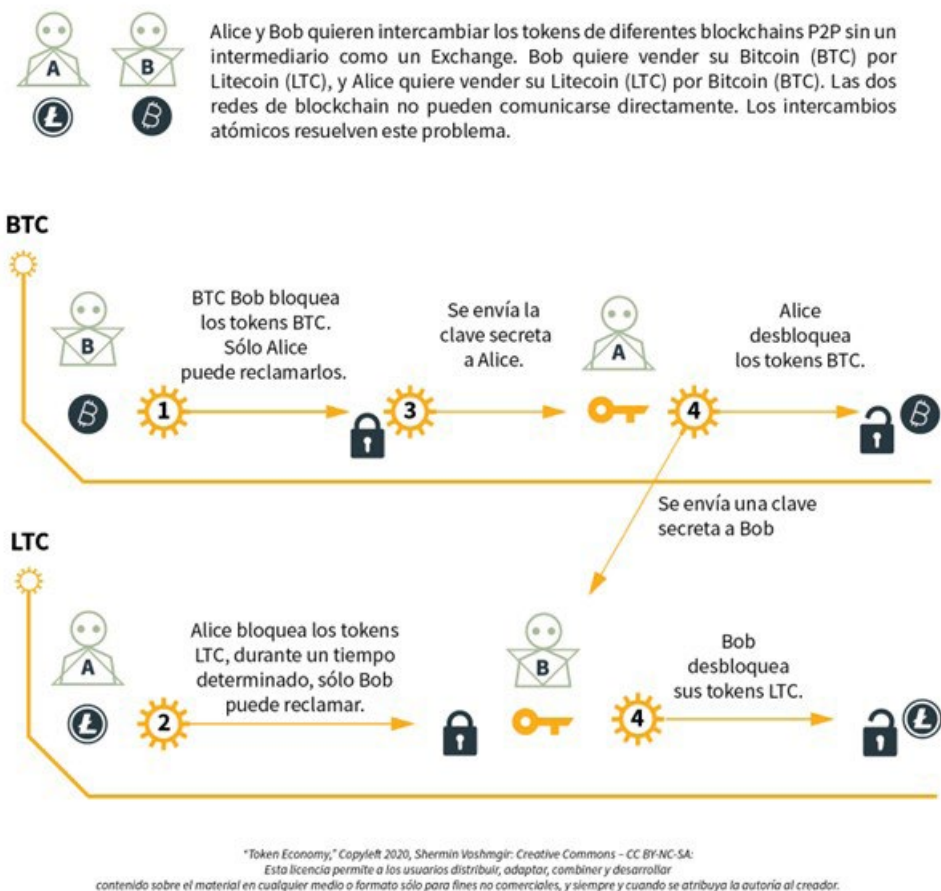 Alice y Bob quieren intercambiar los tokens de diferentes blockchains P2P sin un
intermediario como un Exchange. Bob quiere vender su Bitcoin (BTC) por
Litecoin (LTC), y Alice quiere vender su Litecoin (LTC) por Bitcoin (BTC). Las dos
redes de blockchain no pueden comunicarse directamente. Los intercambios
atómicos resuelven este problema.
A
B
BTC
B
BTC Bob bloquea
los tokens BTC.
Sólo Alice
puede reclamarlos.
1
3
Se envía la
clave secreta
a Alice.
A
4
Alice
desbloquea
los tokens BTC.
Se envía una clave
secreta a Bob
LTC
A
Alice bloquea los tokens
LTC, durante un tiempo
determinado, sólo Bob
puede reclamar.
2
B
4
Bob
desbloquea
sus tokens LTC.
"Token Economy," Copyleft 2020, Shermin Voshmgir: Creative Commons – CC BY-NC-SA:
Esta licencia permite a los usuarios distribuir, adaptar, combiner y desarrollar
contenido sobre el material en cualquier medio o formato sólo para fines no comerciales, y siempre y cuando se atribuya la autoría al creador.